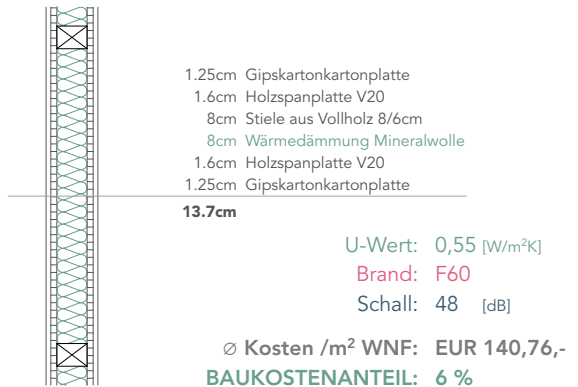 1.25cm Gipskartonkartonplatte
1.6cm Holzspanplatte V20
8cm Stiele aus Vollholz 8/6cm
8cm Wärmedämmung Mineralwolle
1.6cm Holzspanplatte V20
1.25cm Gipskartonkartonplatte
13.7cm
U-Wert: 0,55 [W/m²K]
Brand: F60
Schall: 48 [dB]
⌀ Kosten /m² WNF: EUR 140,76,-
BAUKOSTENANTEIL: 6 %